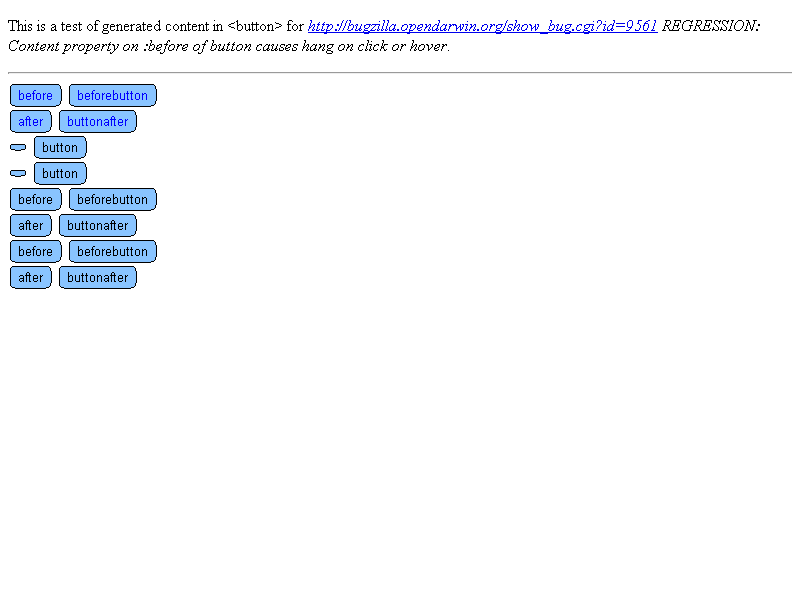 This is a test of generated content in <button> for http://bugzilla.opendarwin.org/show_bug.cgi?id=9561 REGRESSION:
Content property on :before of button causes hang on click or hover.
before beforebutton
after buttonafter
button
button
before beforebutton
after buttonafter
before beforebutton
after buttonafter